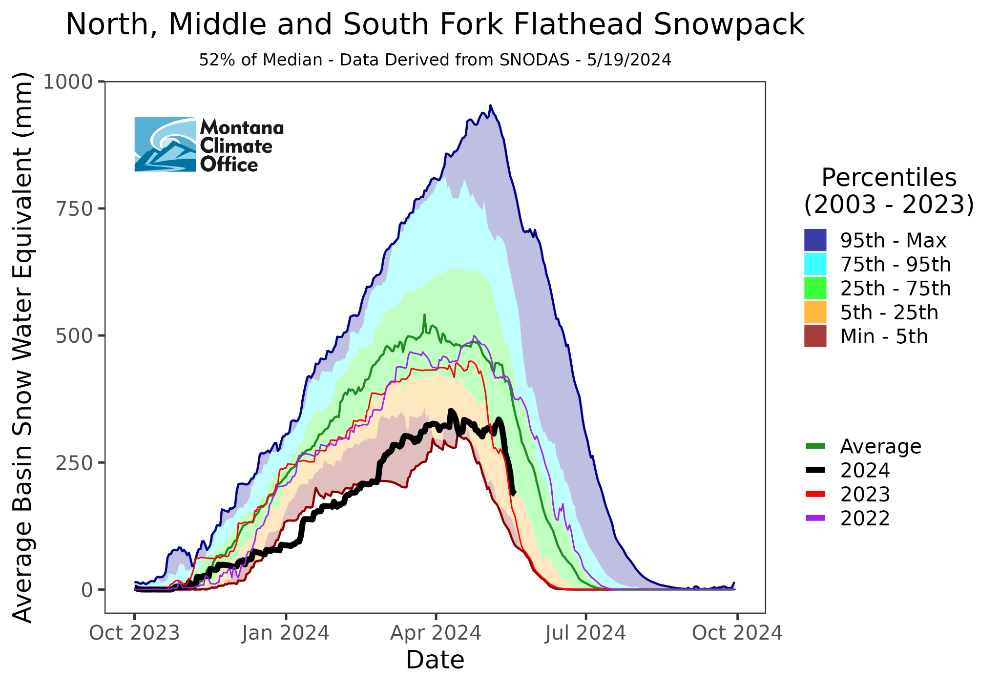 North, Middle and South Fork Flathead Snowpack
52% of Median - Data Derived from SNODAS - 5/19/2024
Average Basin Snow Water Equivalent (mm)
1000
750
500
250
0
Montana
Climate
Office
Oct 2023
Jan 2024
Apr 2024
Jul 2024
Oct 2024
Date
Percentiles
(2003 - 2023)
95th - Max
75th - 95th
25th - 75th
5th - 25th
Min - 5th
Average
2024
2023
2022